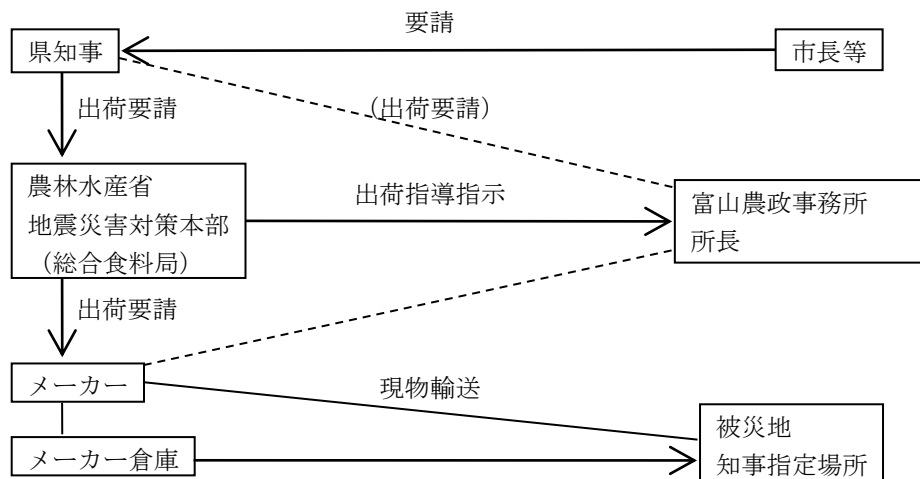 要請
県知事
市長等
出荷要請
(出荷要請)
農林水産省
地震災害対策本部
(総合食料局)
出荷指導指示
富山農政事務所
所長
出荷要請
メーカー
現物輸送
被災地
知事指定場所
メーカー倉庫